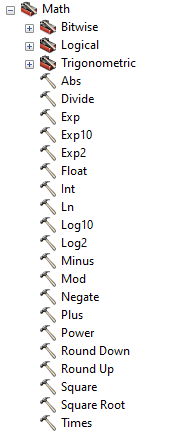 Math
Bitwise
Logical
Trigonometric
Abs
Divide
Exp
Exp10
Exp2
Float
Int
Ln
Log10
Log2
Minus
Mod
Negate
Plus
Power
Round Down
Round Up
Square
Square Root
Times